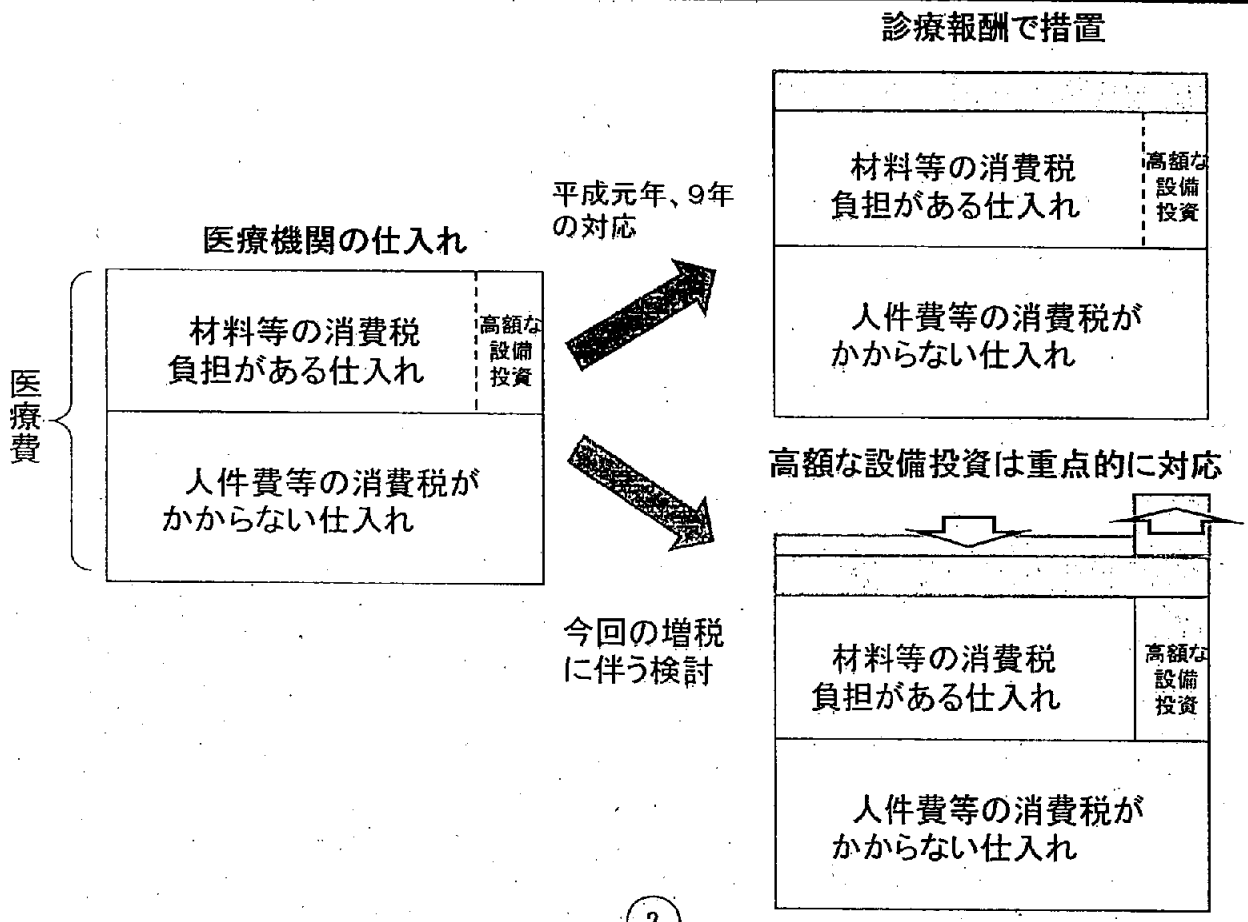 診療報酬で措置
材料等の消費税
負担がある仕入れ
高額な
設備
投資
人件費等の消費税が
かからない仕入れ
平成元年、9年
の対応
医療機関の仕入れ
材料等の消費税
負担がある仕入れ
高額な
設備
投資
人件費等の消費税が
かからない仕入れ
医療費
高額な設備投資は重点的に対応
今回の増税
に伴う検討
材料等の消費税
負担がある仕入れ
高額な
設備
投資
人件費等の消費税が
かからない仕入れ